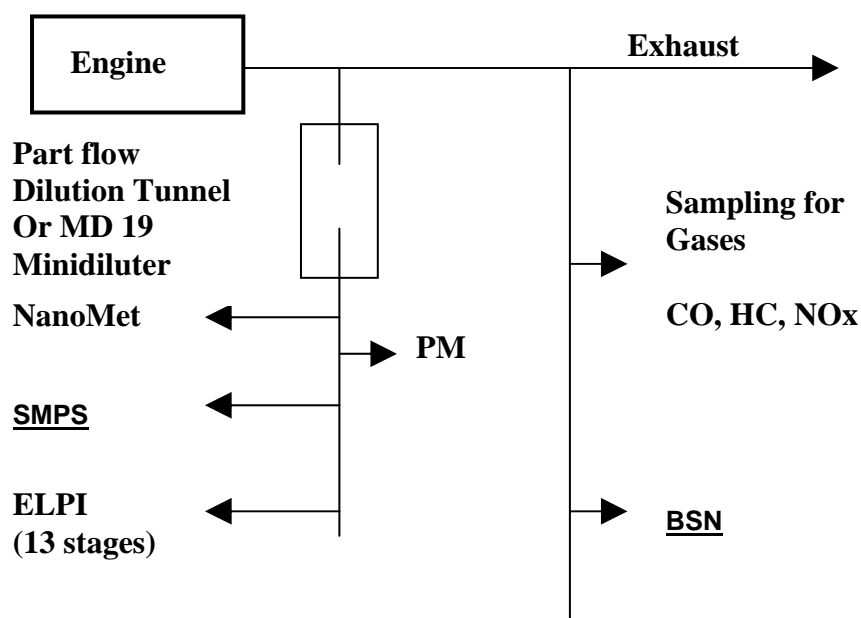 Engine
Exhaust
Part flow
Dilution Tunnel
Or MD 19
Minidiluter
Sampling for
Gases
NanoMet
CO, HC, NOx
PM
SMPS
ELPI
(13 stages)
BSN